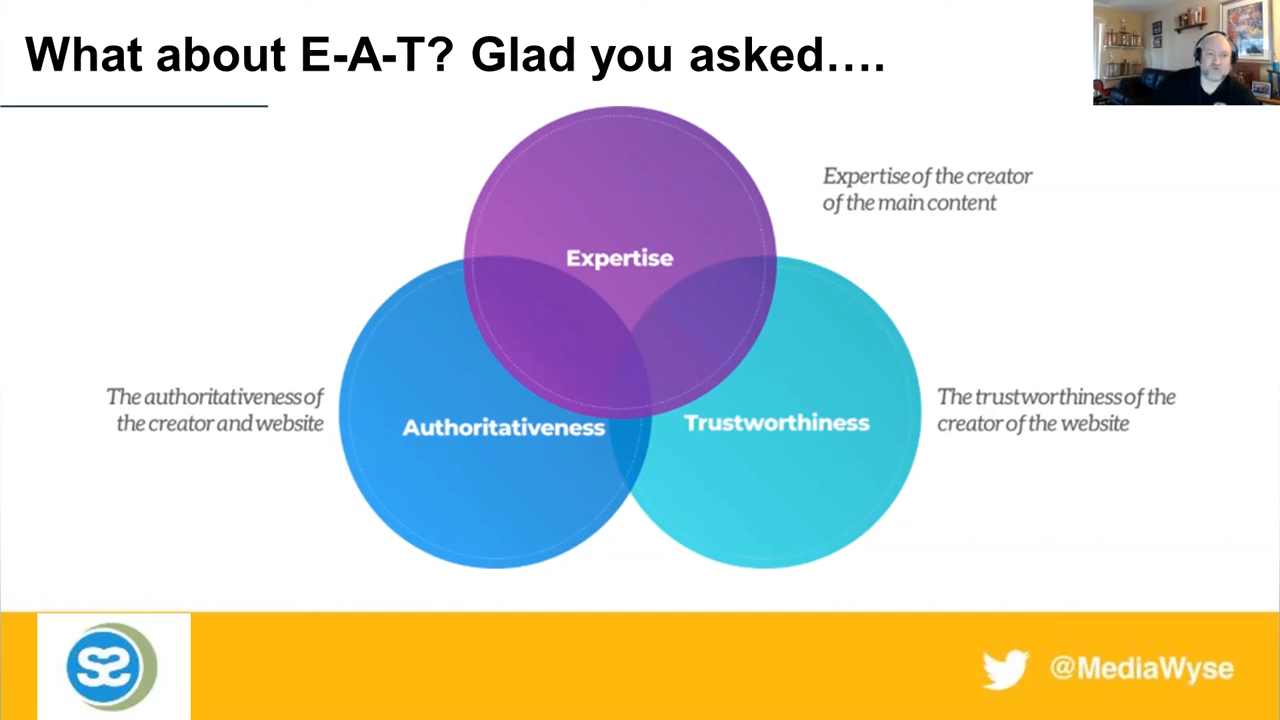 What about E-A-T? Glad you asked....
Expertise of the creator
of the main content
Expertise
The authoritativeness of
the creator and website
Authoritativeness
Trustworthiness
The trustworthiness of the
creator of the website
@MediaWyse